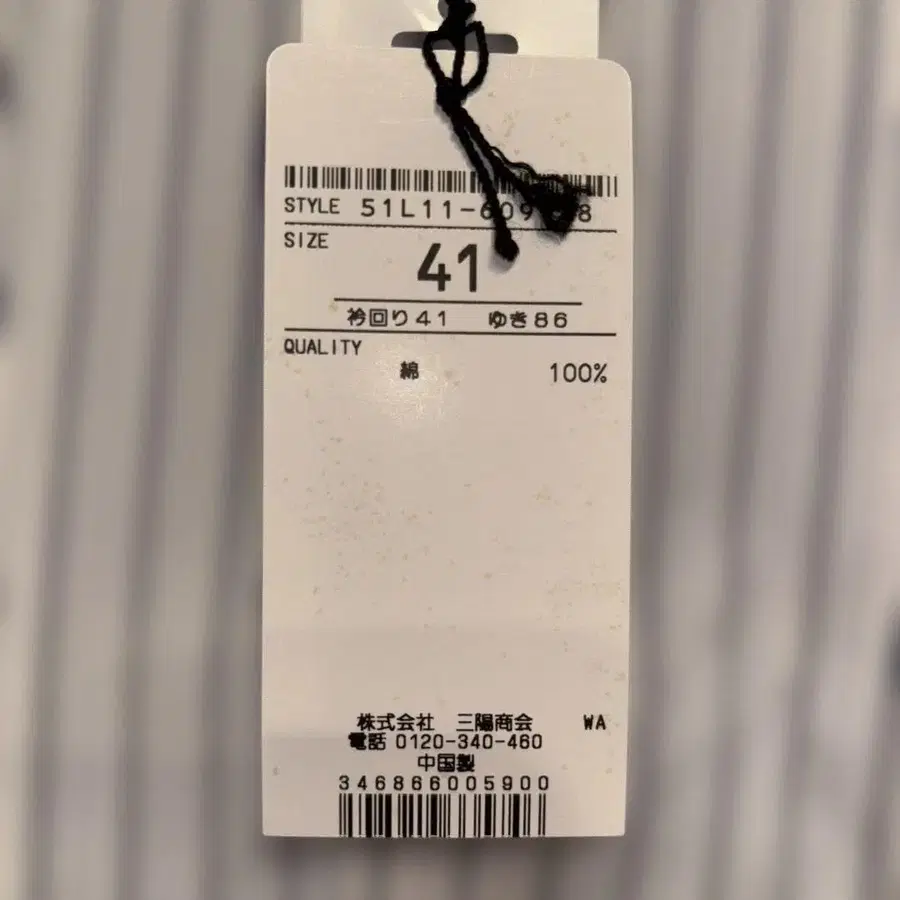 STYLE 51L11-609
SIZE
41
衿回り41 ゆき86
QUALITY
綿 100%
株式会社 三陽商会 WA
電話 0120-340-460
中国製
346866005900